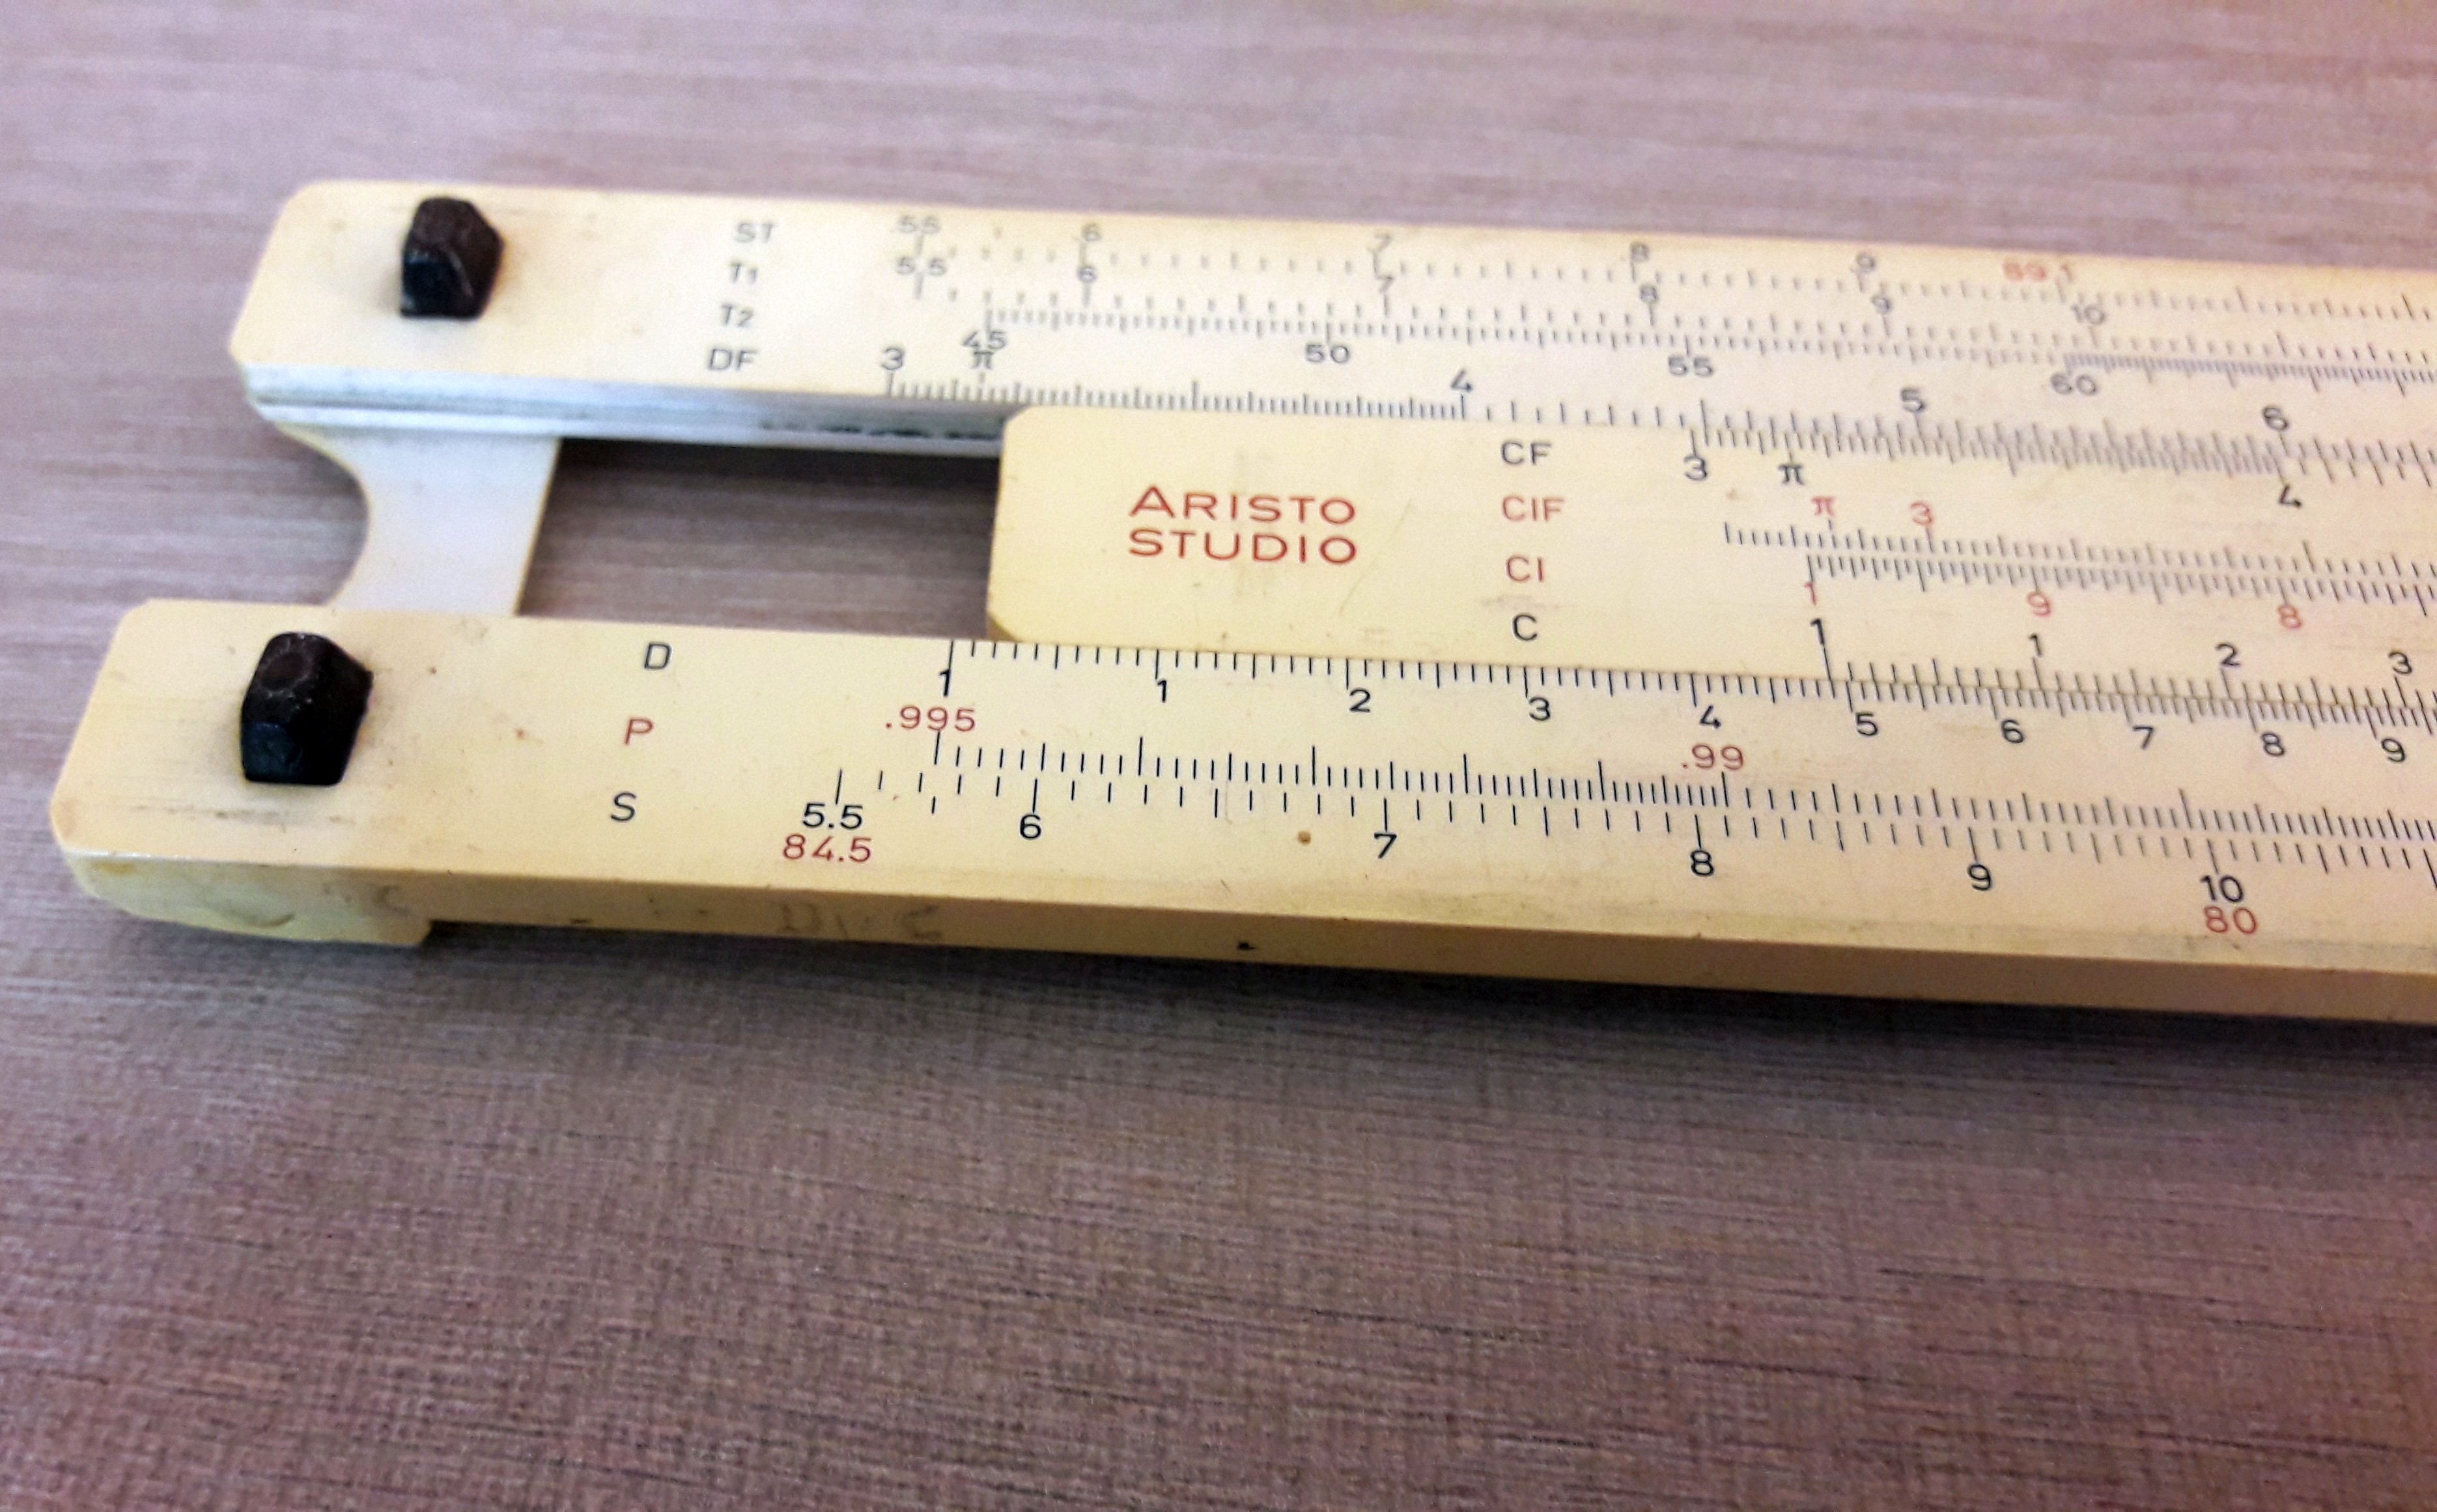 ST 5.5 6 7 8 9 89.1
T1 5.5 6 7 8 9 10
T2 45 50 55 60
DF 3 π 4 5 6
CF 3 π 4
ARISTO
STUDIO
CIF π 3
CI 1 9 8
C 1 1 2 3
D 1 1 2 3 4 5 6 7 8 9
P .995 .99
S 5.5 6 7 8 9 10
84.5 80